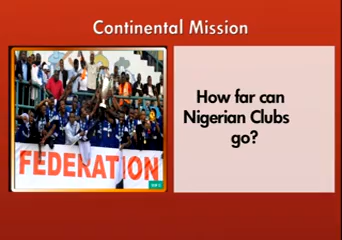 Continental Mission
How far can
Nigerian Clubs
go?
FEDERATION